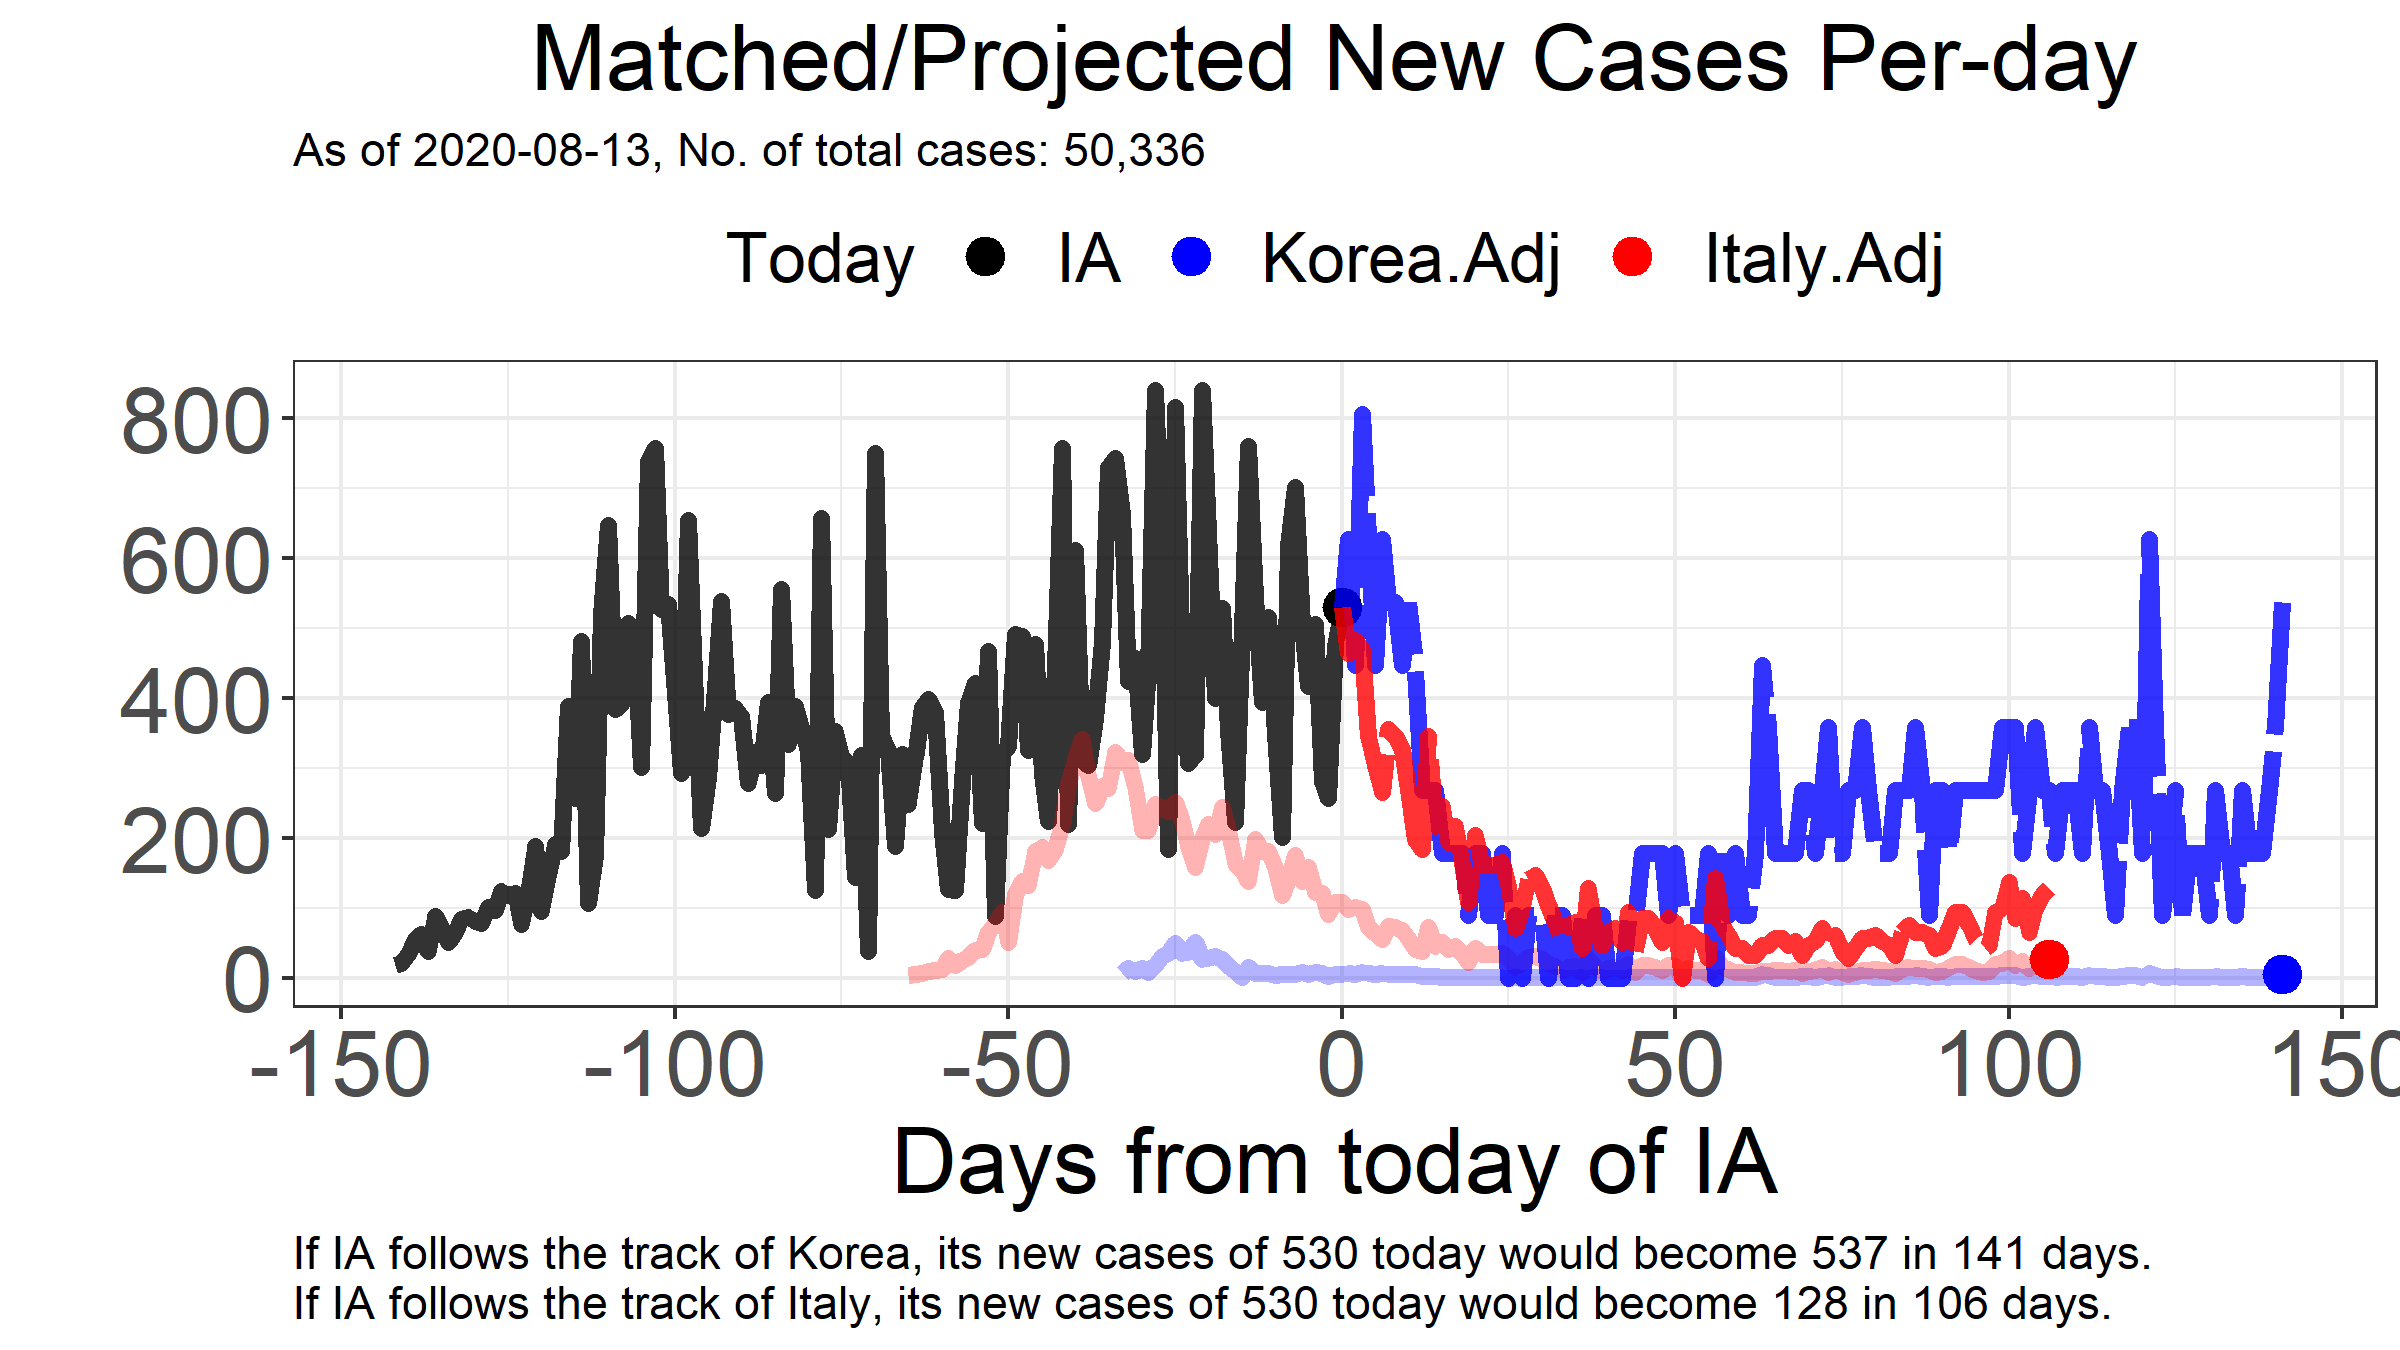 Matched/Projected New Cases Per-day
As of 2020-08-13, No. of total cases: 50,336
Today IA Korea.Adj Italy.Adj
800
600
400
200
0
-150 -100 -50 0 50 100 150
Days from today of IA
If IA follows the track of Korea, its new cases of 530 today would become 537 in 141 days.
If IA follows the track of Italy, its new cases of 530 today would become 128 in 106 days.